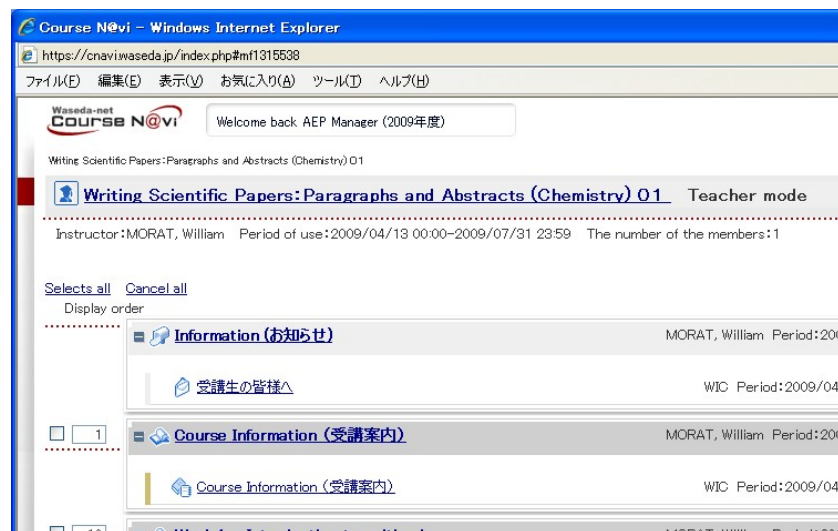 Course N@vi - Windows Internet Explorer
https://cnavi.waseda.jp/index.php#mf1315538
ファイル(F) 編集(E) 表示(V) お気に入り(A) ツール(T) ヘルプ(H)
Waseda-net
Course N@vi
Welcome back AEP Manager (2009年度)
Writing Scientific Papers:Paragraphs and Abstracts (Chemistry) 01
Writing Scientific Papers:Paragraphs and Abstracts (Chemistry) 01 Teacher mode
Instructor:MORAT, William Period of use:2009/04/13 00:00-2009/07/31 23:59 The number of the members:1
Selects all Cancel all
Display order
Information (お知らせ) MORAT, William Period:200
受講生の皆様へ WIC Period:2009/04
1 Course Information (受講案内) MORAT, William Period:200
Course Information (受講案内) WIC Period:2009/04